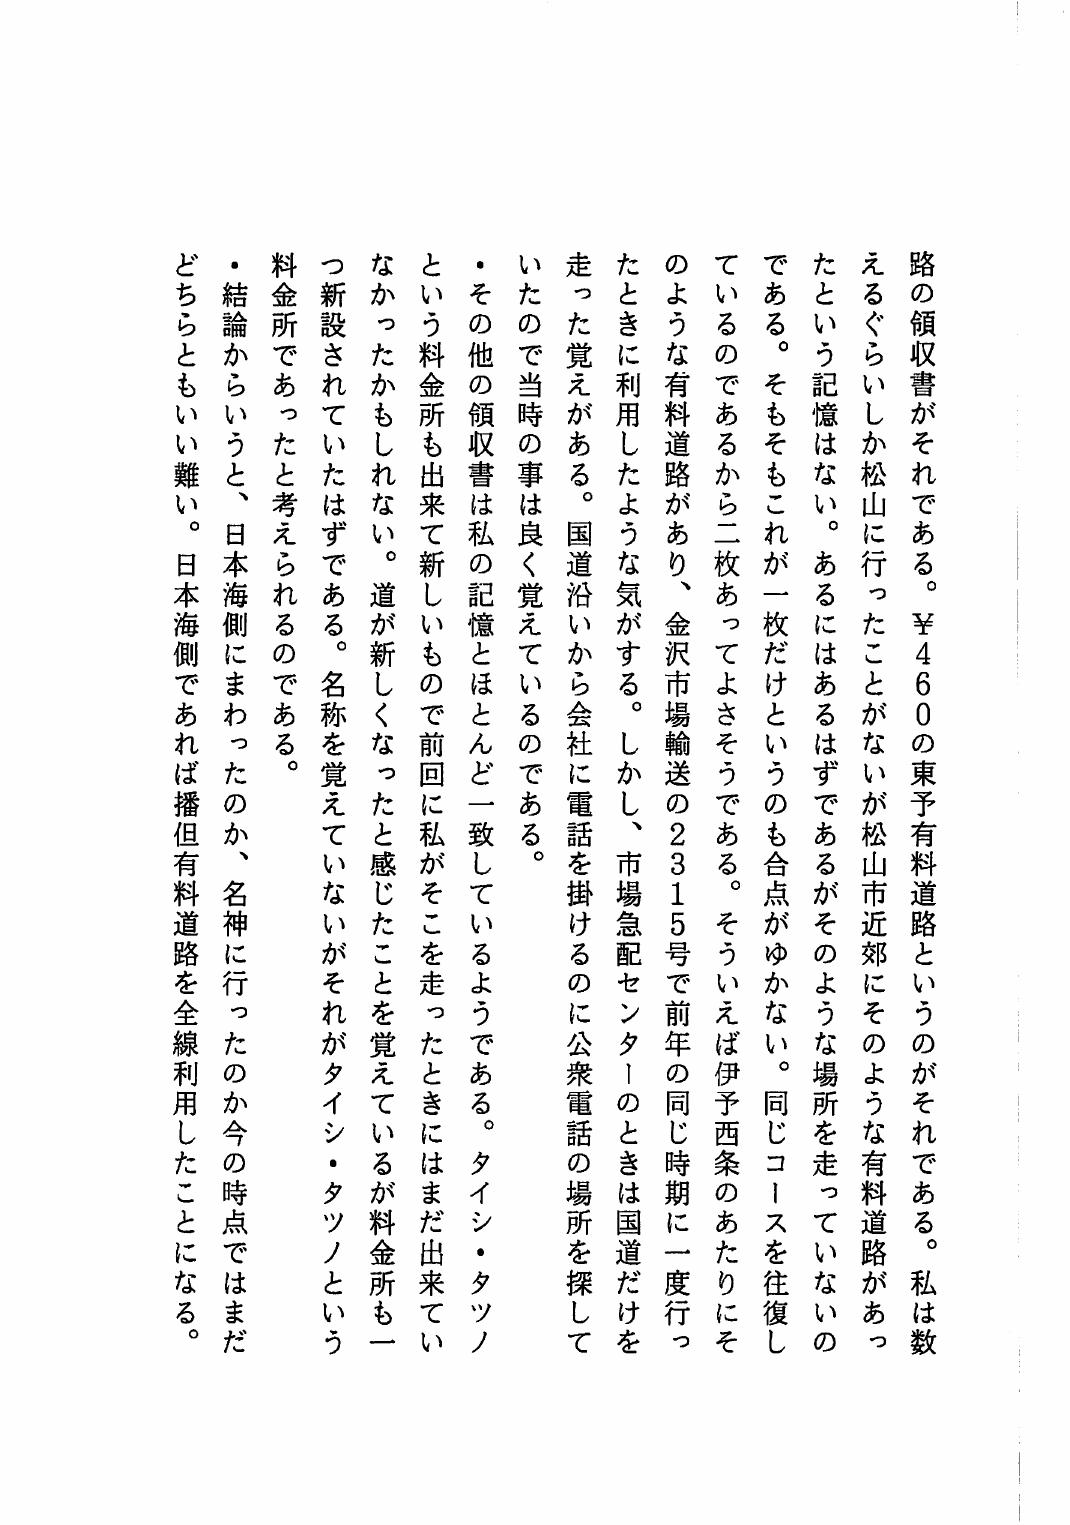 路の領収書がそれである。￥４６０の東予有料道路というのがそれである。私は数
えるぐらいしか松山に行ったことがないが松山市近郊にそのような有料道路があっ
たという記憶はない。あるにはあるはずであるがそのような場所を走っていないの
である。そもそもこれが一枚だけというのも合点がゆかない。同じコースを往復し
ているのであるから二枚あってよさそうである。そういえば伊予西条のあたりにそ
のような有料道路があり、金沢市場輸送の２３１５号で前年の同じ時期に一度行っ
たときに利用したような気がする。しかし、市場急配センターのときは国道だけを
走った覚えがある。国道沿いから会社に電話を掛けるのに公衆電話の場所を探して
いたので当時の事は良く覚えているのである。
・その他の領収書は私の記憶とほとんど一致しているようである。タイシ・タツノ
という料金所も出来て新しいもので前回に私がそこを走ったときにはまだ出来てい
なかったかもしれない。道が新しくなったと感じたことを覚えているが料金所も一
つ新設されていたはずである。名称を覚えていないがそれがタイシ・タツノという
料金所であったと考えられるのである。
・結論からいうと、日本海側にまわったのか、名神に行ったのか今の時点ではまだ
どちらともいい難い。日本海側であれば播但有料道路を全線利用したことになる。